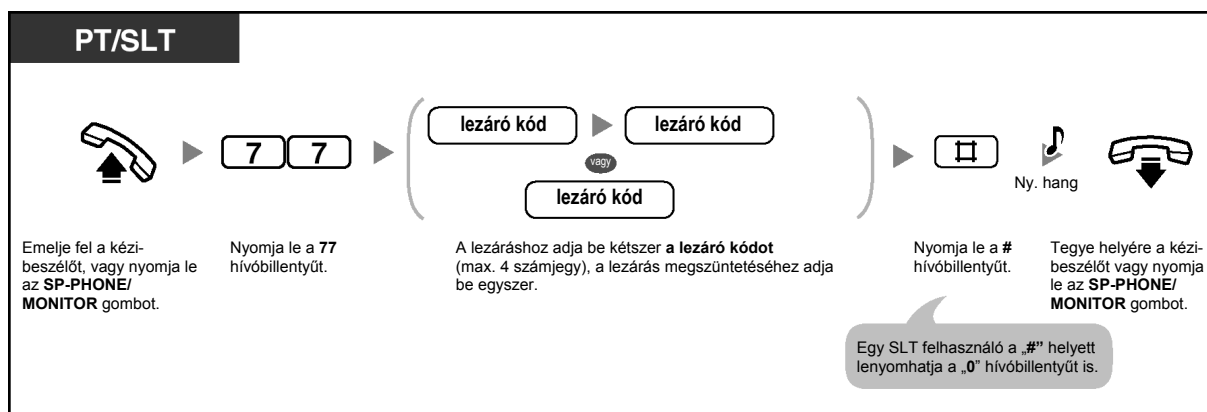 PT/SLT
7 7
lezáró kód
lezáró kód
vagy
lezáró kód
#
Ny. hang
Emelje fel a kézi-
beszélőt, vagy nyomja le
az SP-PHONE/
MONITOR gombot.
Nyomja le a 77
hívóbillentyűt.
A lezáráshoz adja be kétszer a lezáró kódot
(max. 4 számjegy), a lezárás megszüntetéséhez adja
be egyszer.
Nyomja le a #
hívóbillentyűt.
Tegye helyére a kézi-
beszélőt vagy nyomja
le az SP-PHONE/
MONITOR gombot.
Egy SLT felhasználó a „#” helyett
lenyomhatja a „0” hívóbillentyűt is.